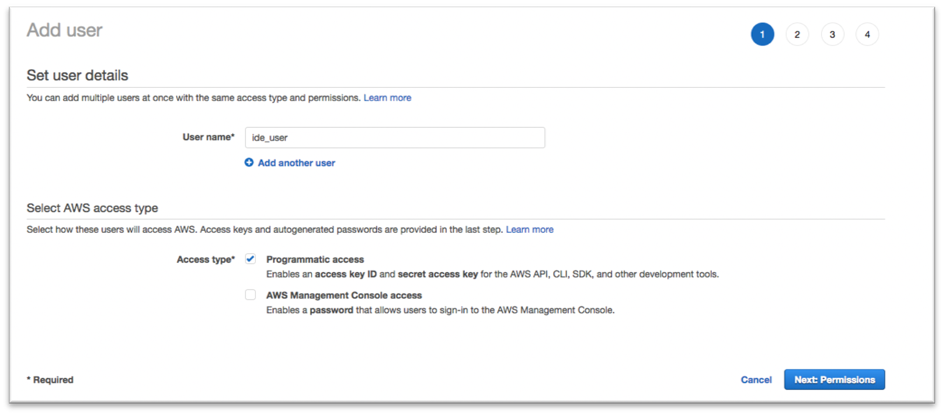 Add user
1 2 3 4
Set user details
You can add multiple users at once with the same access type and permissions. Learn more
User name* ide_user
Add another user
Select AWS access type
Select how these users will access AWS. Access keys and autogenerated passwords are provided in the last step. Learn more
Access type* Programmatic access
Enables an access key ID and secret access key for the AWS API, CLI, SDK, and other development tools.
AWS Management Console access
Enables a password that allows users to sign-in to the AWS Management Console.
* Required Cancel Next: Permissions